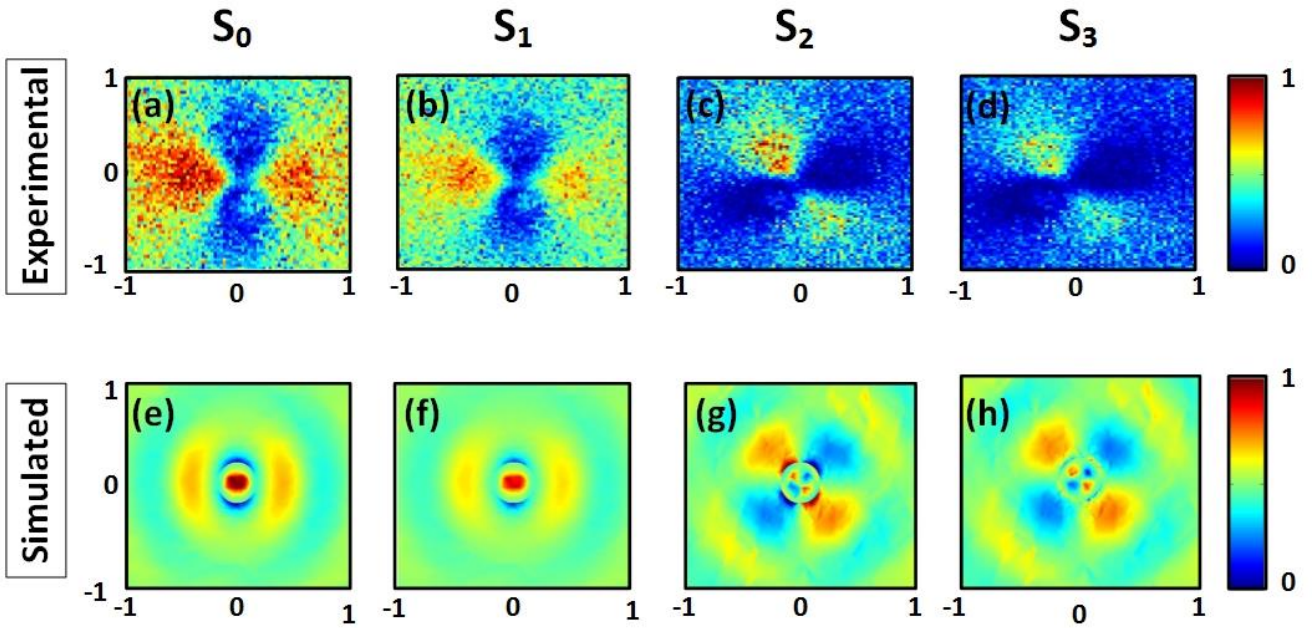 S₀ S₁ S₂ S₃
Experimental
1 (a) (b) (c) (d) 1
0
-1 0
-1 0 1 -1 0 1 -1 0 1 -1 0 1
Simulated
1 (e) (f) (g) (h) 1
0
-1 0
-1 0 1 -1 0 1 -1 0 1 -1 0 1